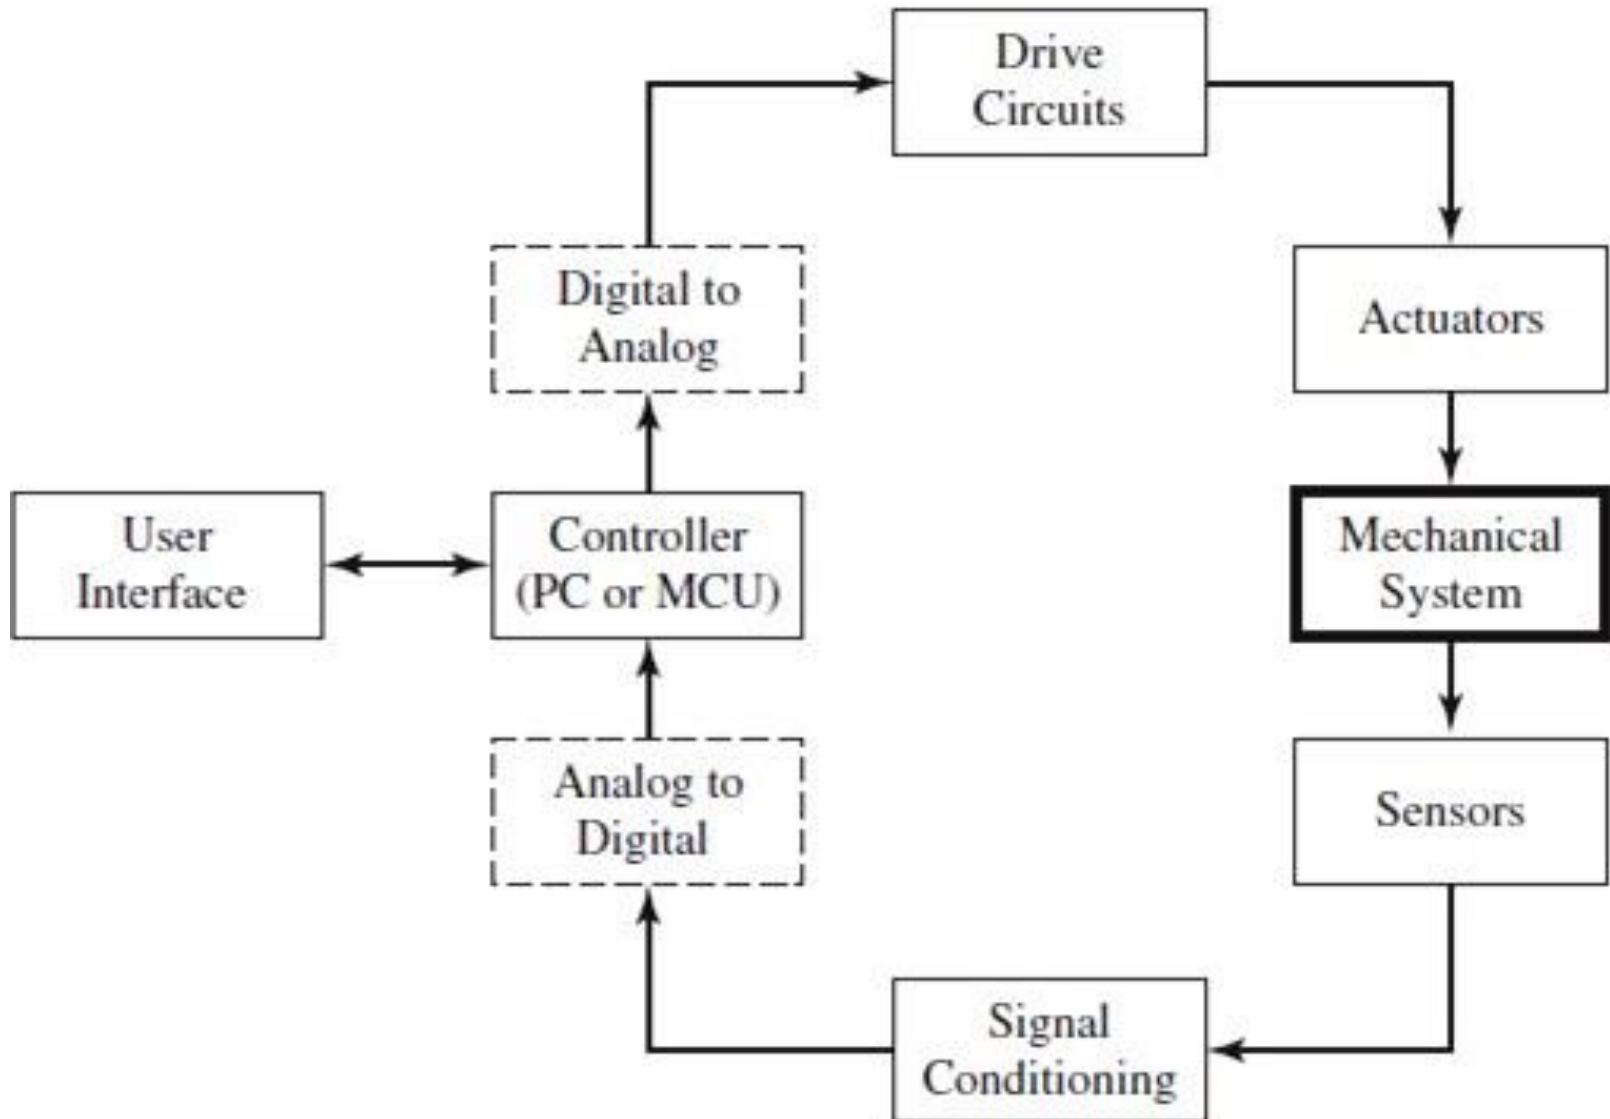 Drive
Circuits
Digital to
Analog
Actuators
User
Interface
Controller
(PC or MCU)
Mechanical
System
Analog to
Digital
Sensors
Signal
Conditioning